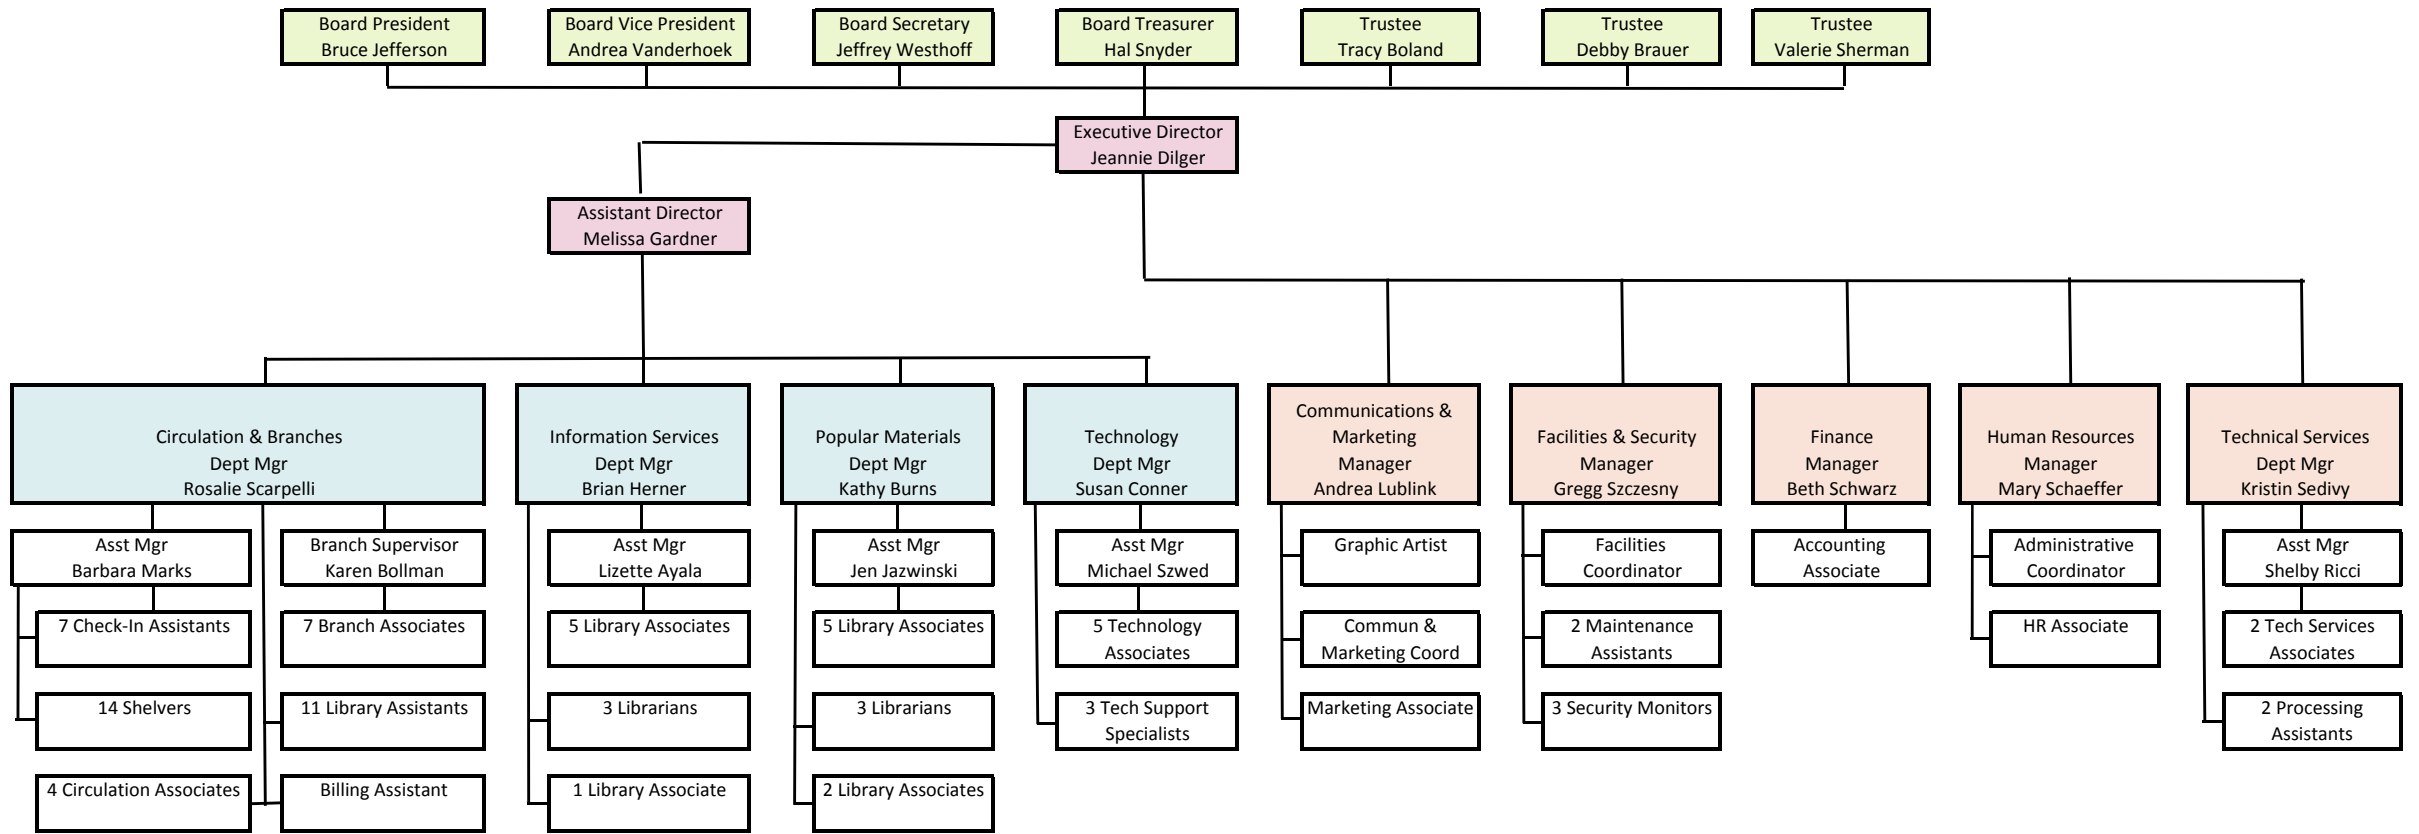 Board President
Bruce Jefferson
Board Vice President
Andrea Vanderhoek
Board Secretary
Jeffrey Westhoff
Board Treasurer
Hal Snyder
Trustee
Tracy Boland
Trustee
Debby Brauer
Trustee
Valerie Sherman
Executive Director
Jeannie Dilger
Assistant Director
Melissa Gardner
Circulation & Branches
Dept Mgr
Rosalie Scarpelli
Information Services
Dept Mgr
Brian Herner
Popular Materials
Dept Mgr
Kathy Burns
Technology
Dept Mgr
Susan Conner
Communications &
Marketing
Manager
Andrea Lublink
Facilities & Security
Manager
Gregg Szczesny
Finance
Manager
Beth Schwarz
Human Resources
Manager
Mary Schaeffer
Technical Services
Dept Mgr
Kristin Sedivy
Asst Mgr
Barbara Marks
Branch Supervisor
Karen Bollman
Asst Mgr
Lizette Ayala
Asst Mgr
Jen Jazwinski
Asst Mgr
Michael Szwed
Graphic Artist
Facilities
Coordinator
Accounting
Associate
Administrative
Coordinator
Asst Mgr
Shelby Ricci
7 Check-In Assistants
7 Branch Associates
5 Library Associates
5 Library Associates
5 Technology
Associates
Commun &
Marketing Coord
2 Maintenance
Assistants
HR Associate
2 Tech Services
Associates
14 Shelvers
11 Library Assistants
3 Librarians
3 Librarians
3 Tech Support
Specialists
Marketing Associate
3 Security Monitors
2 Processing
Assistants
4 Circulation Associates
Billing Assistant
1 Library Associate
2 Library Associates